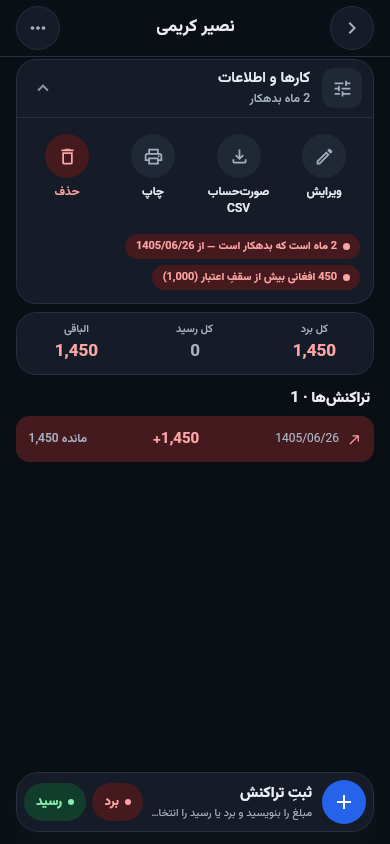 نصیر کریمی
کارها و اطلاعات
2 ماه بدهکار
ویرایش
صورت‌حساب CSV
چاپ
حذف
2 ماه است که بدهکار است — از 1405/06/26
450 افغانی بیش از سقفِ اعتبار (1,000)
کل برد
کل رسید
الباقی
1,450
0
1,450
تراکنش‌ها · 1
1405/06/26
+1,450
مانده 1,450
ثبتِ تراکنش
مبلغ را بنویسید و برد یا رسید را انتخا...
برد
رسید